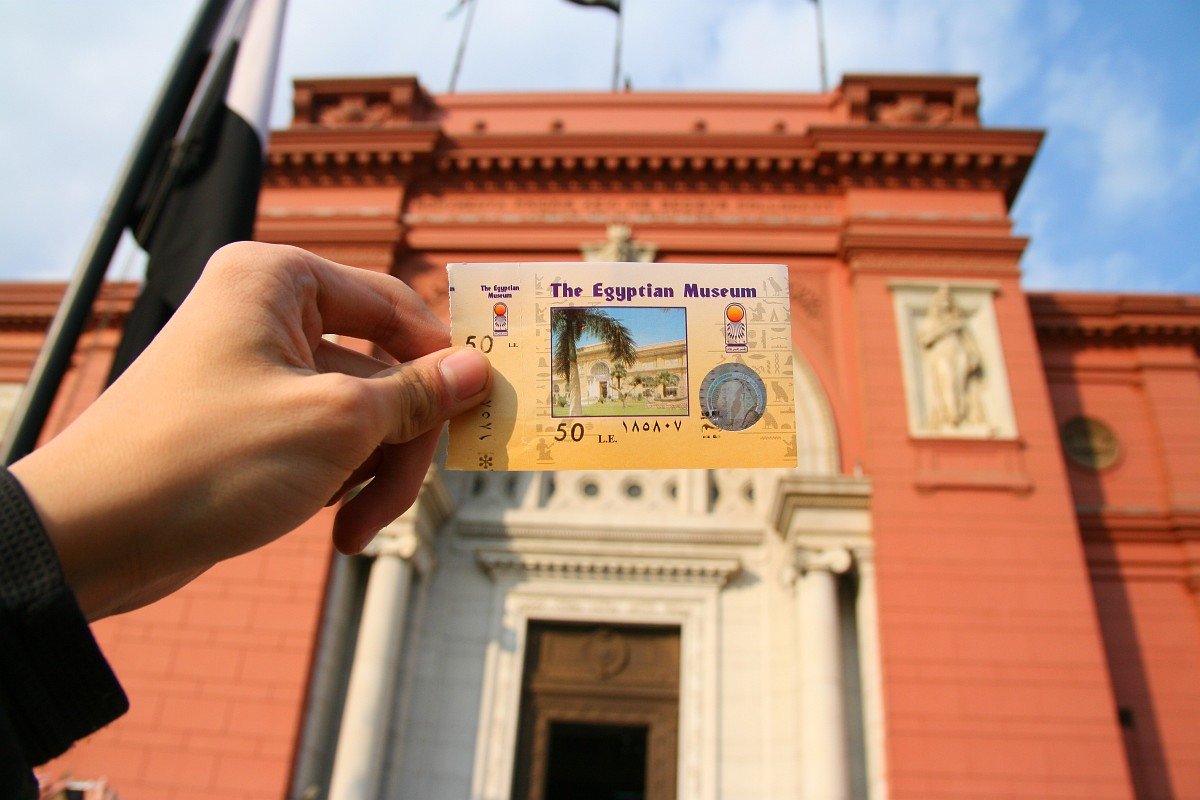 The Egyptian
Museum
50 L.E.
The Egyptian Museum
50 L.E. ١٨٥٨٠٧